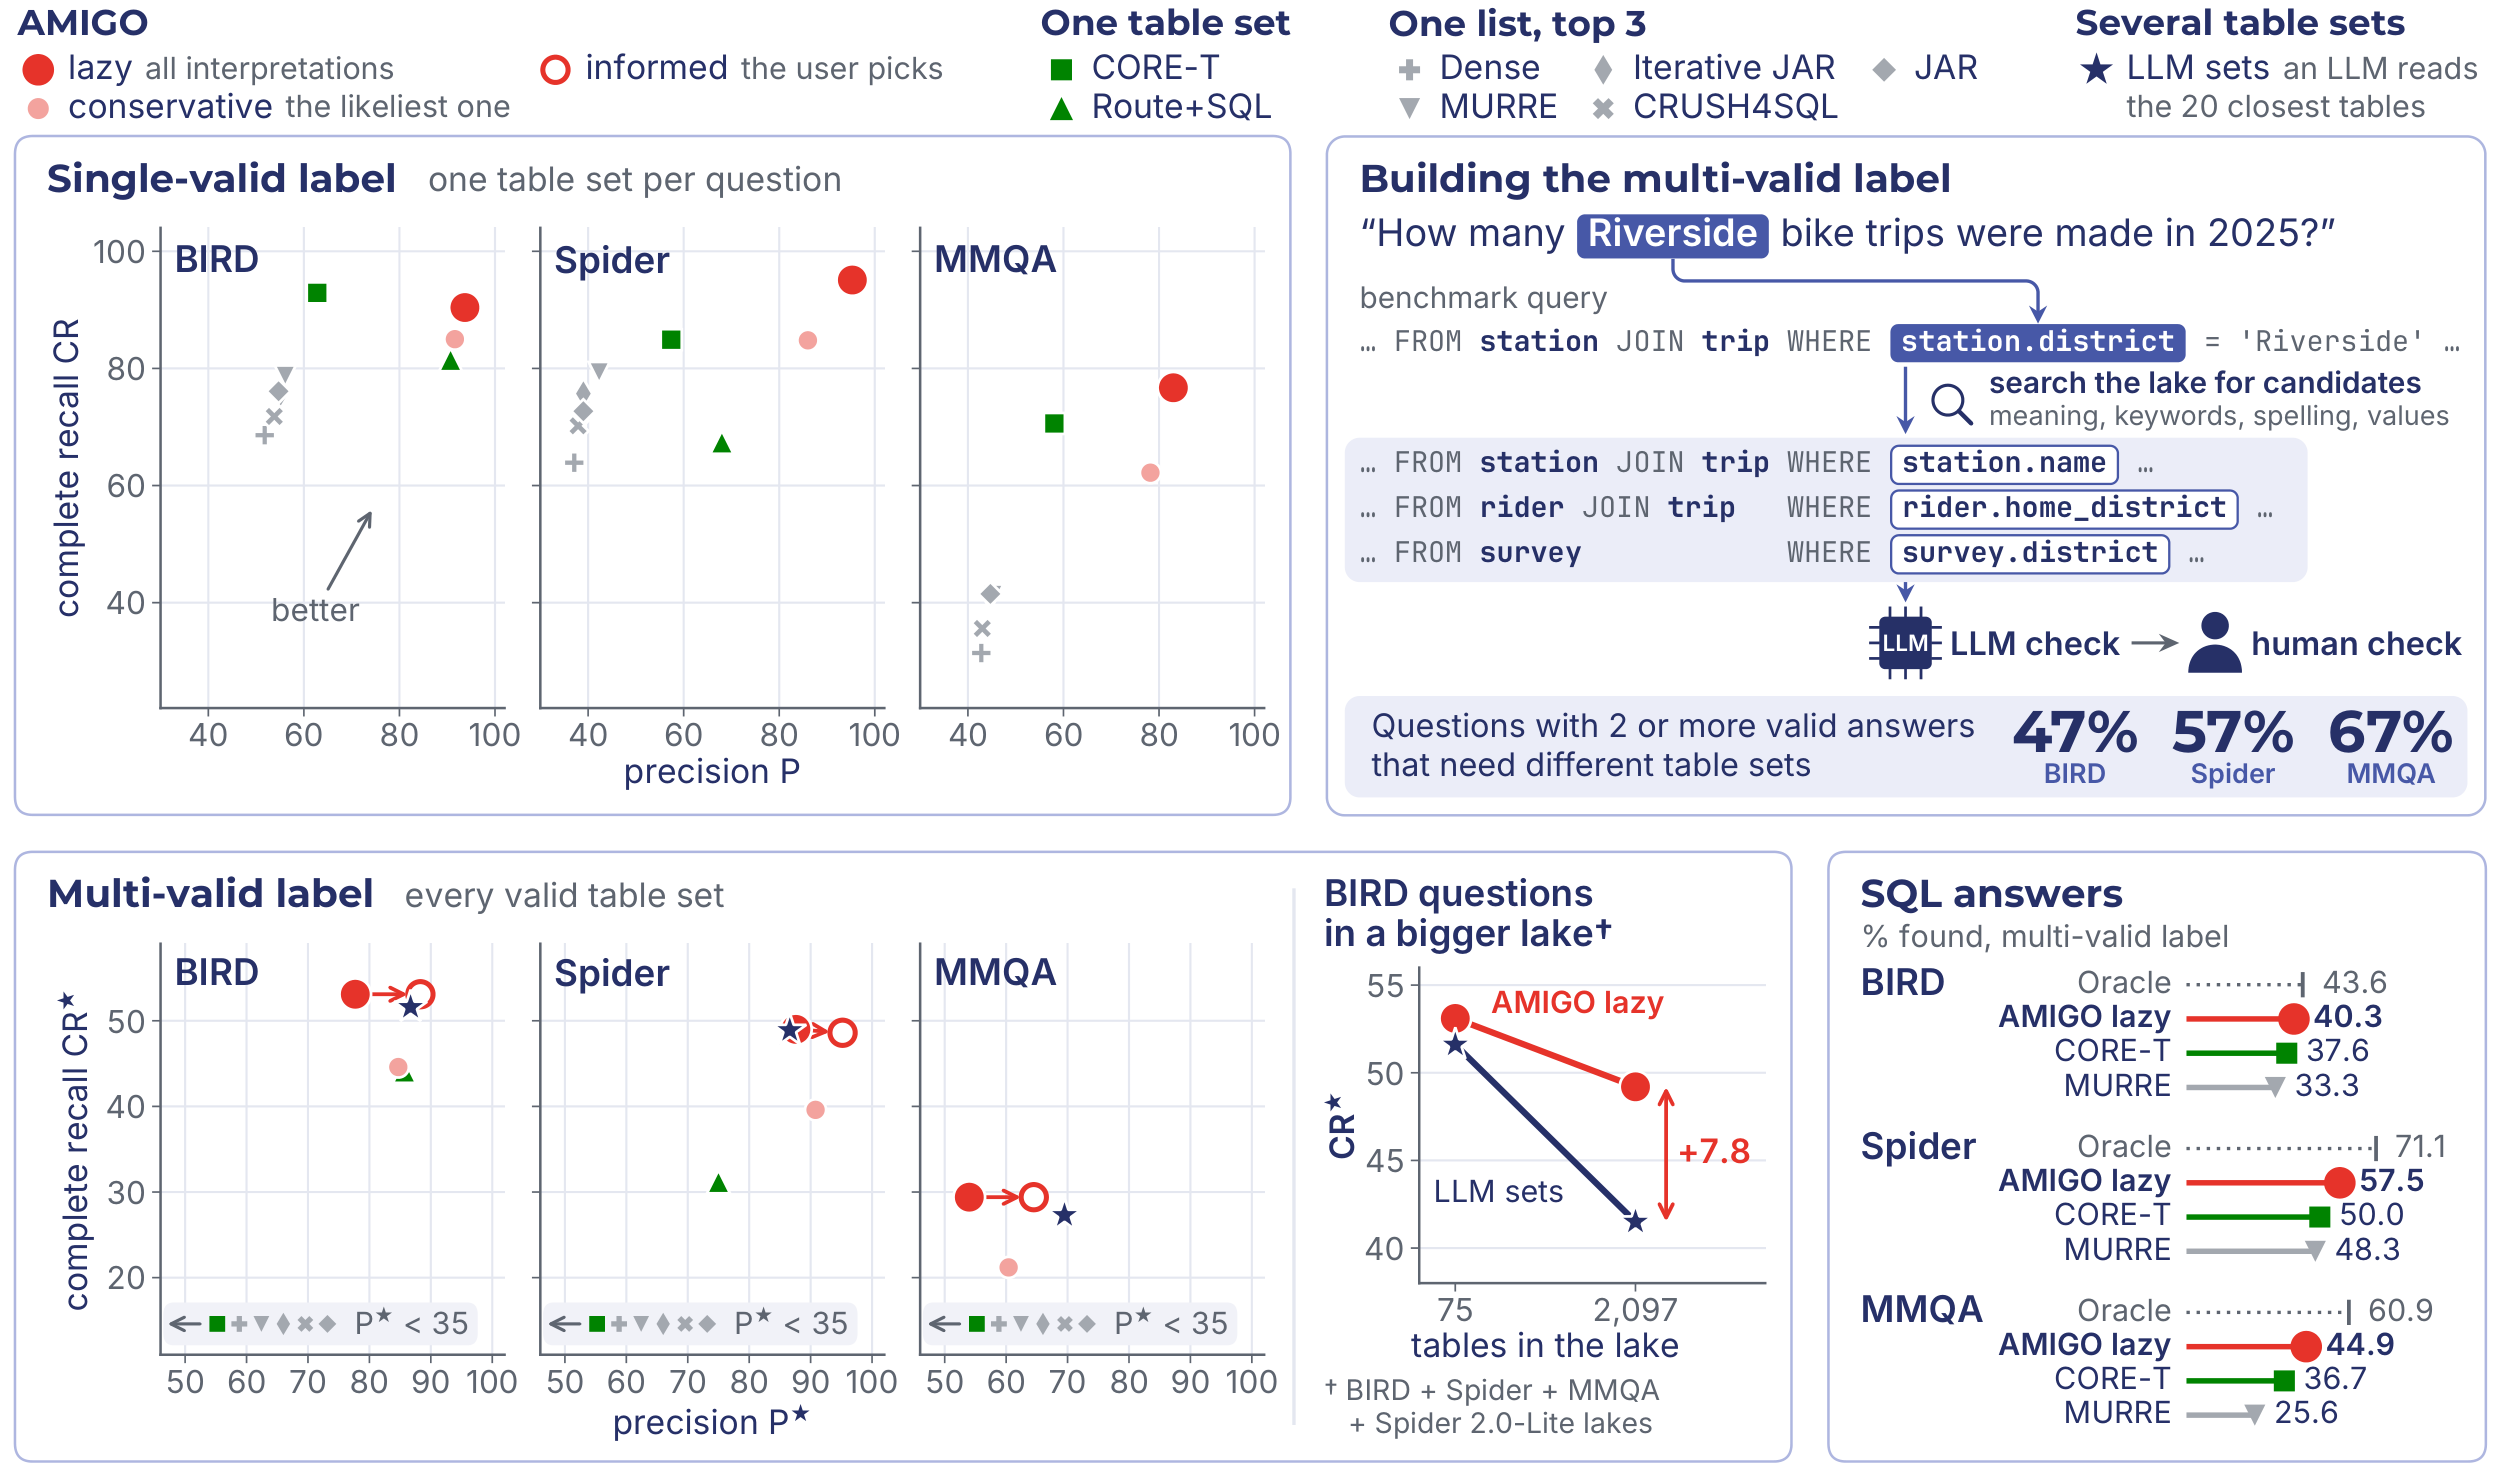 AMIGO
lazy all interpretations
informed the user picks
conservative the likeliest one
One table set
CORE-T
Route+SQL
One list, top 3
Dense
Iterative JAR
JAR
MURRE
CRUSH4SQL
Several table sets
LLM sets an LLM reads
the 20 closest tables
Single-valid label one table set per question
complete recall CR
100
80
60
40
BIRD
better
40 60 80 100
Spider
40 60 80 100
MMQA
40 60 80 100
precision P
Building the multi-valid label
“How many Riverside bike trips were made in 2025?”
benchmark query
… FROM station JOIN trip WHERE station.district = 'Riverside' …
search the lake for candidates
meaning, keywords, spelling, values
… FROM station JOIN trip WHERE station.name …
… FROM rider JOIN trip WHERE rider.home_district …
… FROM survey WHERE survey.district …
LLM
LLM check
human check
Questions with 2 or more valid answers
that need different table sets
47% 57% 67%
BIRD Spider MMQA
Multi-valid label every valid table set
complete recall CR★
50
40
30
20
BIRD
P★ < 35
50 60 70 80 90 100
Spider
P★ < 35
50 60 70 80 90 100
MMQA
P★ < 35
50 60 70 80 90 100
precision P★
BIRD questions
in a bigger lake†
CR★
55
50
45
40
AMIGO lazy
+7.8
LLM sets
75 2,097
tables in the lake
† BIRD + Spider + MMQA
+ Spider 2.0-Lite lakes
SQL answers
% found, multi-valid label
BIRD Oracle 43.6
AMIGO lazy 40.3
CORE-T 37.6
MURRE 33.3
Spider Oracle 71.1
AMIGO lazy 57.5
CORE-T 50.0
MURRE 48.3
MMQA Oracle 60.9
AMIGO lazy 44.9
CORE-T 36.7
MURRE 25.6